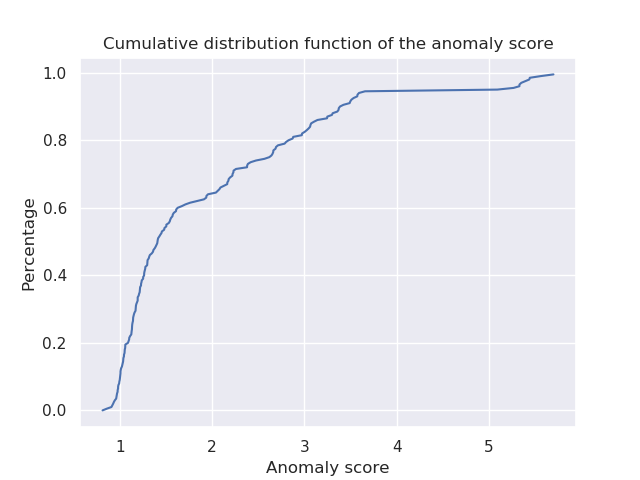 Cumulative distribution function of the anomaly score
1.0
0.8
0.6
0.4
0.2
0.0
Percentage
1 2 3 4 5
Anomaly score